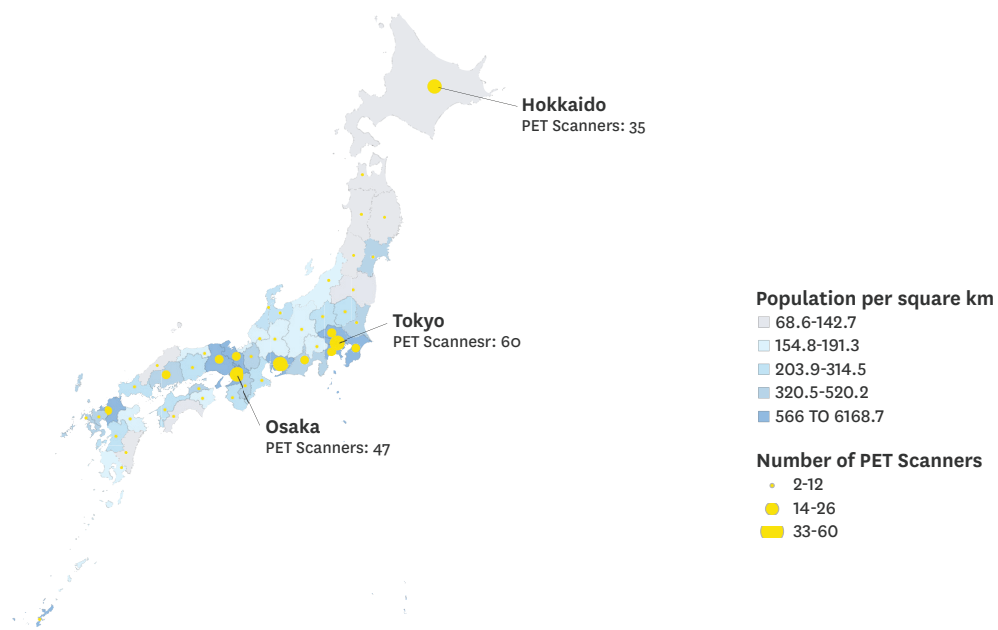 Hokkaido
PET Scanners: 35
Tokyo
PET Scannesr: 60
Osaka
PET Scanners: 47
Population per square km
68.6-142.7
154.8-191.3
203.9-314.5
320.5-520.2
566 TO 6168.7
Number of PET Scanners
2-12
14-26
33-60